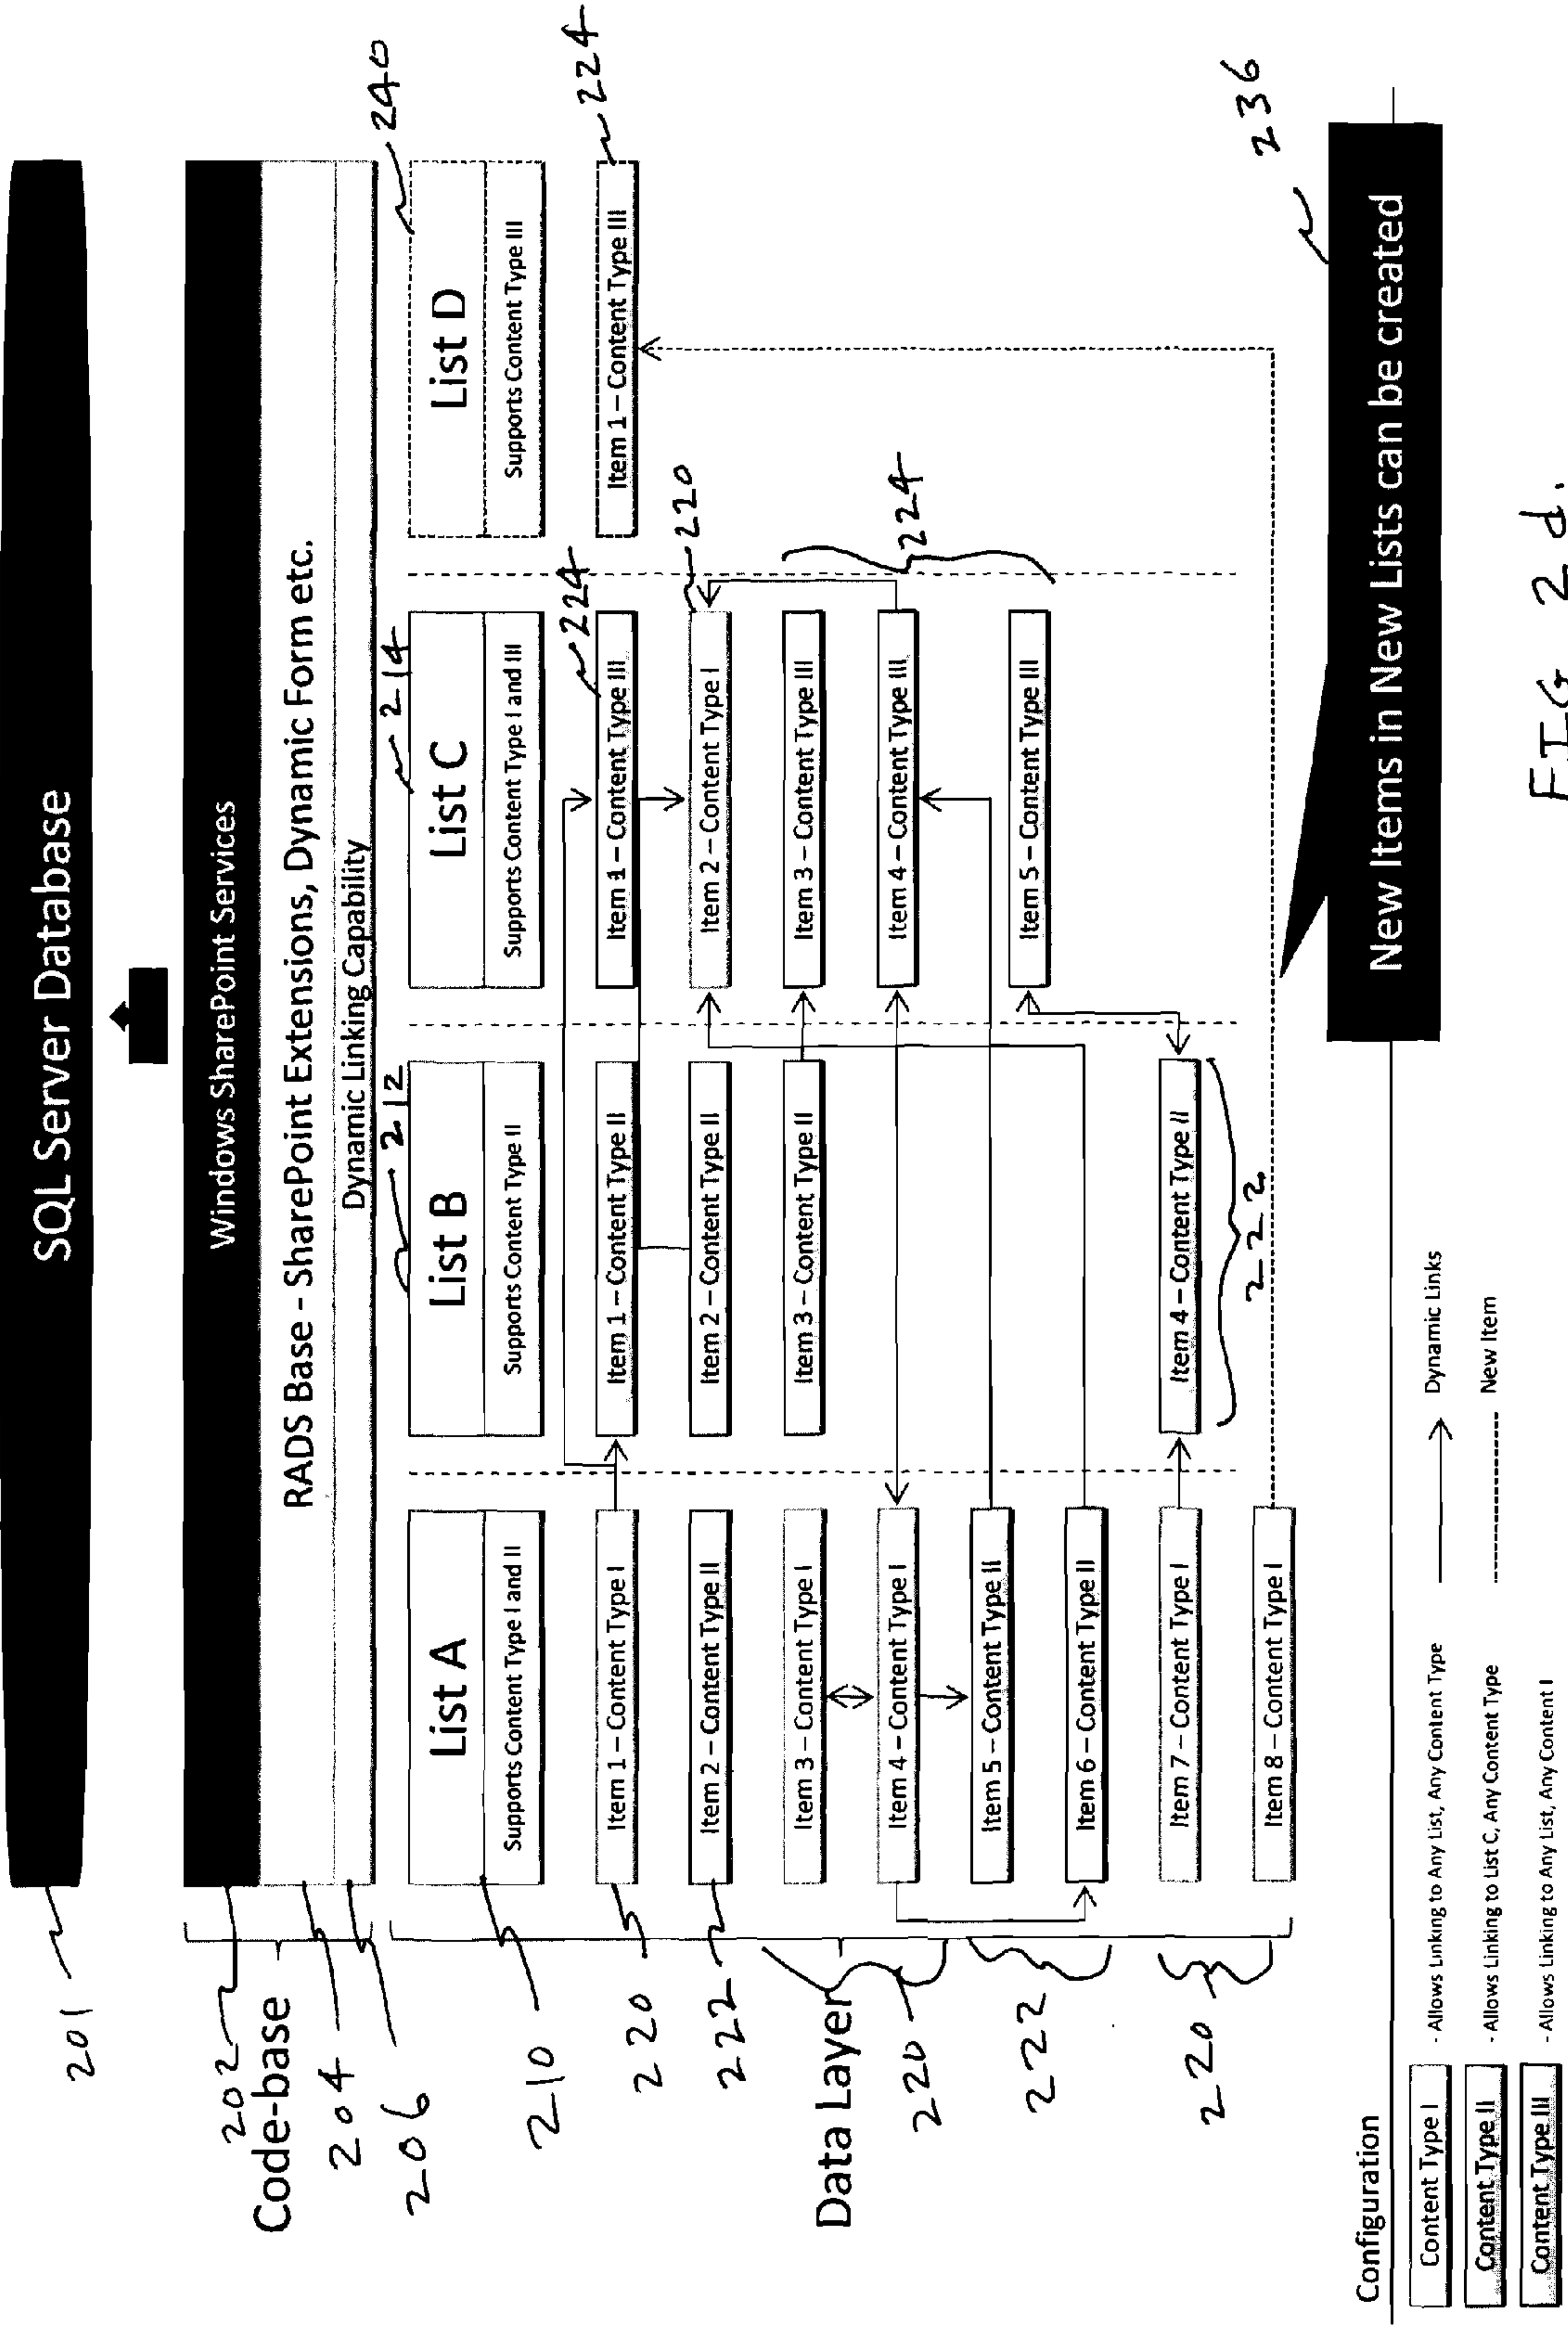 SQL Server Database
201
Windows SharePoint Services
RADS Base - SharePoint Extensions, Dynamic Form etc.
Dynamic Linking Capability
Code-base
202
204
206
210
212
214
240
List A
Supports Content Type I and II
List B
Supports Content Type II
List C
Supports Content Type I and III
List D
Supports Content Type III
Data Layer
220
Item 1 – Content Type I
Item 1 – Content Type II
Item 1 – Content Type III
224
Item 1 – Content Type III
224
222
Item 2 – Content Type II
Item 2 – Content Type II
Item 2 – Content Type I
220
220
Item 3 – Content Type I
Item 3 – Content Type II
Item 3 – Content Type III
Item 4 – Content Type I
Item 4 – Content Type III
224
222
Item 5 – Content Type II
Item 5 – Content Type III
Item 6 – Content Type II
220
Item 7 – Content Type I
Item 4 – Content Type II
222
Item 8 – Content Type I
236
New Items in New Lists can be created
Configuration
Content Type I
- Allows Linking to Any List, Any Content Type
Dynamic Links
Content Type II
- Allows Linking to List C, Any Content Type
New Item
Content Type III
- Allows Linking to Any List, Any Content I
FIG 2 d.